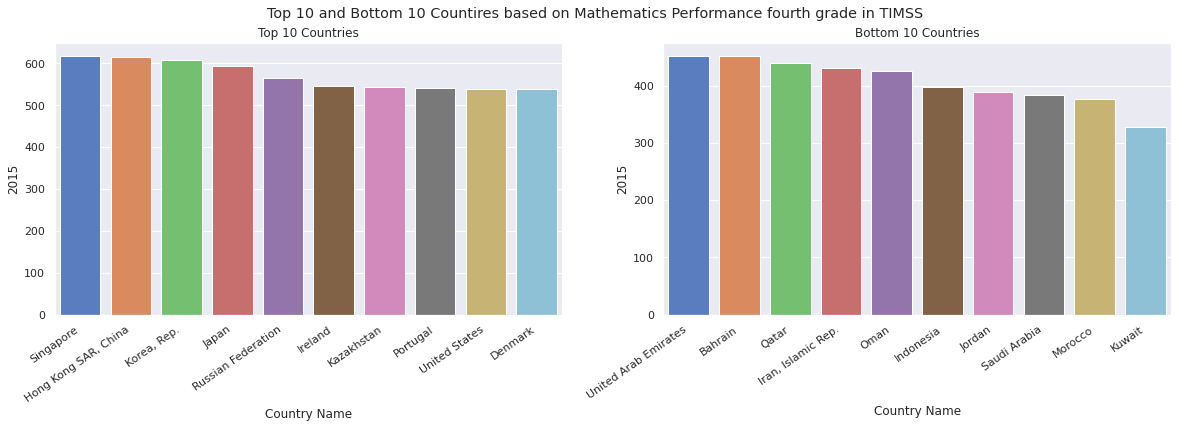 Top 10 and Bottom 10 Countires based on Mathematics Performance fourth grade in TIMSS
Top 10 Countries
2015
600
500
400
300
200
100
0
Singapore
Hong Kong SAR, China
Korea, Rep.
Japan
Russian Federation
Ireland
Kazakhstan
Portugal
United States
Denmark
Country Name
Bottom 10 Countries
2015
400
300
200
100
0
United Arab Emirates
Bahrain
Qatar
Iran, Islamic Rep.
Oman
Indonesia
Jordan
Saudi Arabia
Morocco
Kuwait
Country Name